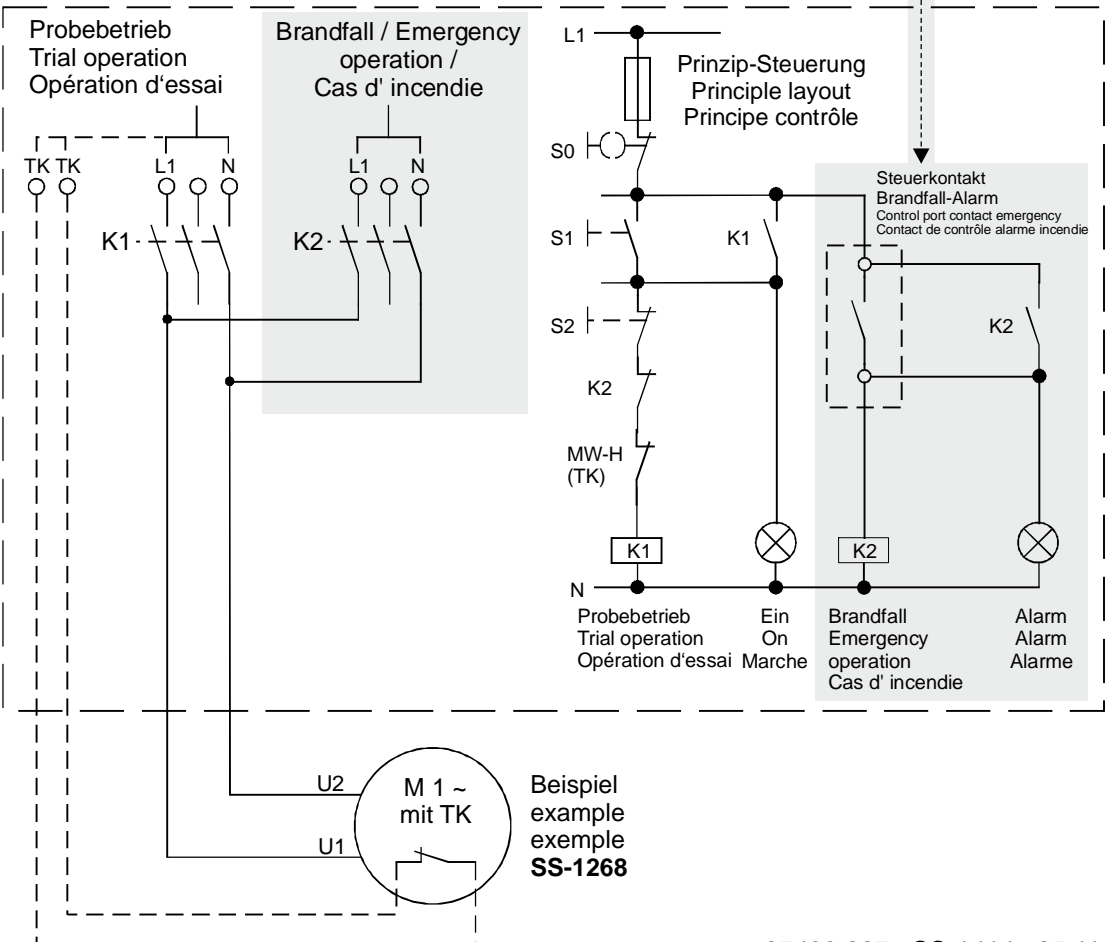 Probebetrieb
Trial operation
Opération d‘essai
Brandfall / Emergency
operation /
Cas d' incendie
TK TK
L1
N
L1
N
K1
K2
L1
Prinzip-Steuerung
Principle layout
Principe contrôle
S0
S1
K1
S2
K2
MW-H
(TK)
K1
N
Steuerkontakt
Brandfall-Alarm
Control port contact emergency
Contact de contrôle alarme incendie
K2
K2
Probebetrieb
Trial operation
Opération d‘essai
Ein
On
Marche
Brandfall
Emergency
operation
Cas d' incendie
Alarm
Alarm
Alarme
U2
U1
M 1 ~
mit TK
Beispiel
example
exemple
SS-1268